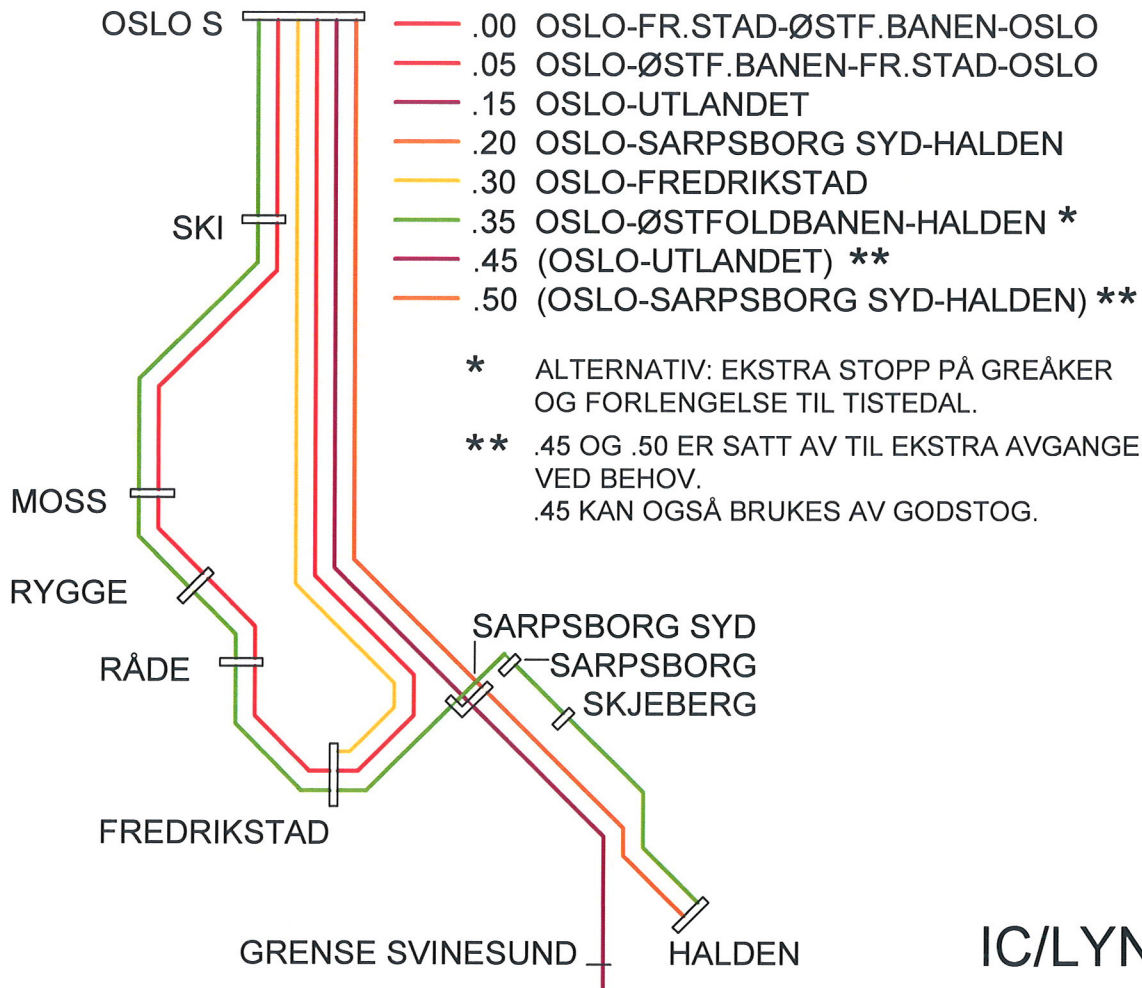 OSLO S
.00 OSLO-FR.STAD-ØSTF.BANEN-OSLO
.05 OSLO-ØSTF.BANEN-FR.STAD-OSLO
.15 OSLO-UTLANDET
.20 OSLO-SARPSBORG SYD-HALDEN
.30 OSLO-FREDRIKSTAD
.35 OSLO-ØSTFOLDBANEN-HALDEN *
.45 (OSLO-UTLANDET) **
.50 (OSLO-SARPSBORG SYD-HALDEN) **
* ALTERNATIV: EKSTRA STOPP PÅ GREÅKER
OG FORLENGELSE TIL TISTEDAL.
** .45 OG .50 ER SATT AV TIL EKSTRA AVGANGE
VED BEHOV.
.45 KAN OGSÅ BRUKES AV GODSTOG.
SKI
MOSS
RYGGE
RÅDE
FREDRIKSTAD
SARPSBORG SYD
SARPSBORG
SKJEBERG
GRENSE SVINESUND
HALDEN
IC/LYN